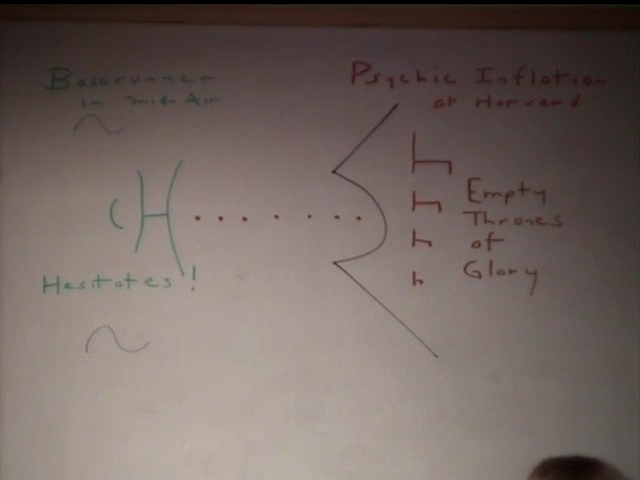 Baserunner
in mid-Air
Hesitates!
Psychic Inflation
at Harvard
Empty
Thrones
of
Glory